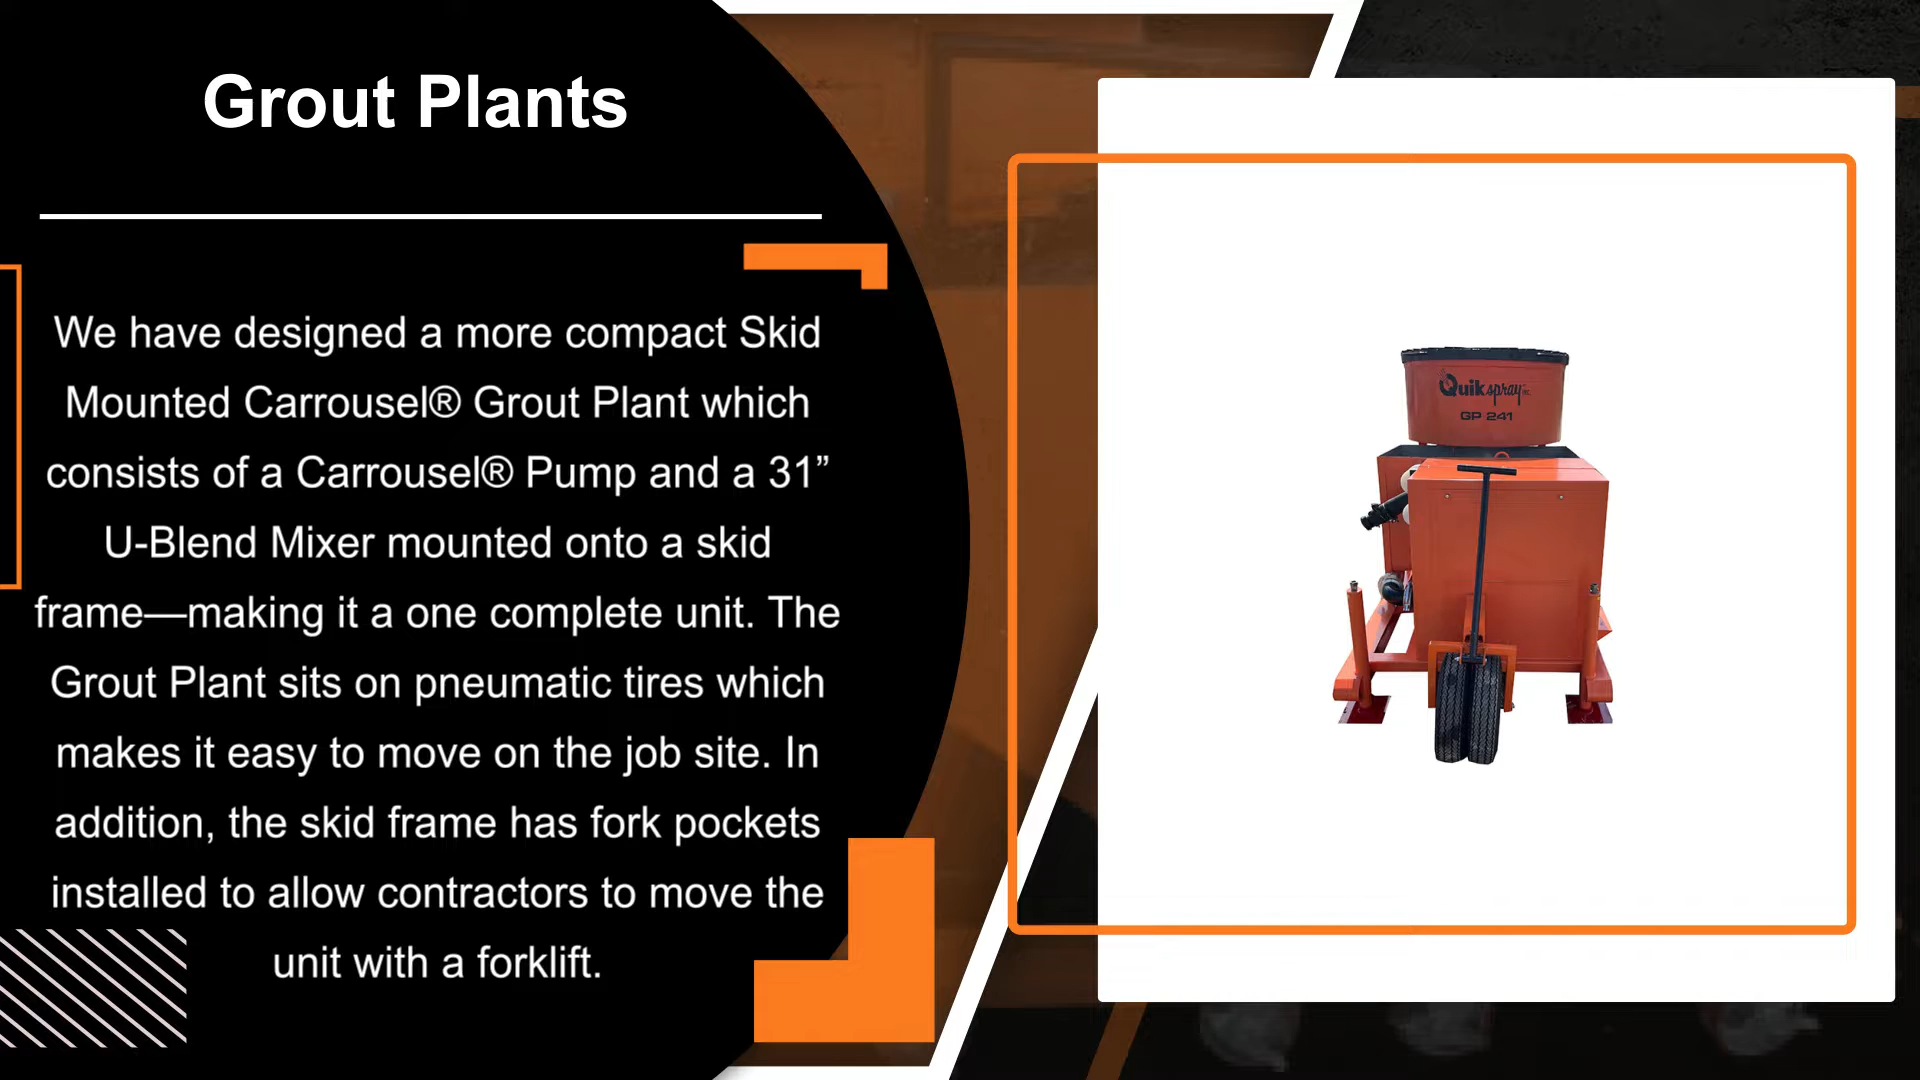 Grout Plants
We have designed a more compact Skid
Mounted Carrousel® Grout Plant which
consists of a Carrousel® Pump and a 31”
U-Blend Mixer mounted onto a skid
frame—making it a one complete unit. The
Grout Plant sits on pneumatic tires which
makes it easy to move on the job site. In
addition, the skid frame has fork pockets
installed to allow contractors to move the
unit with a forklift.
Quikspray INC.
GP 241